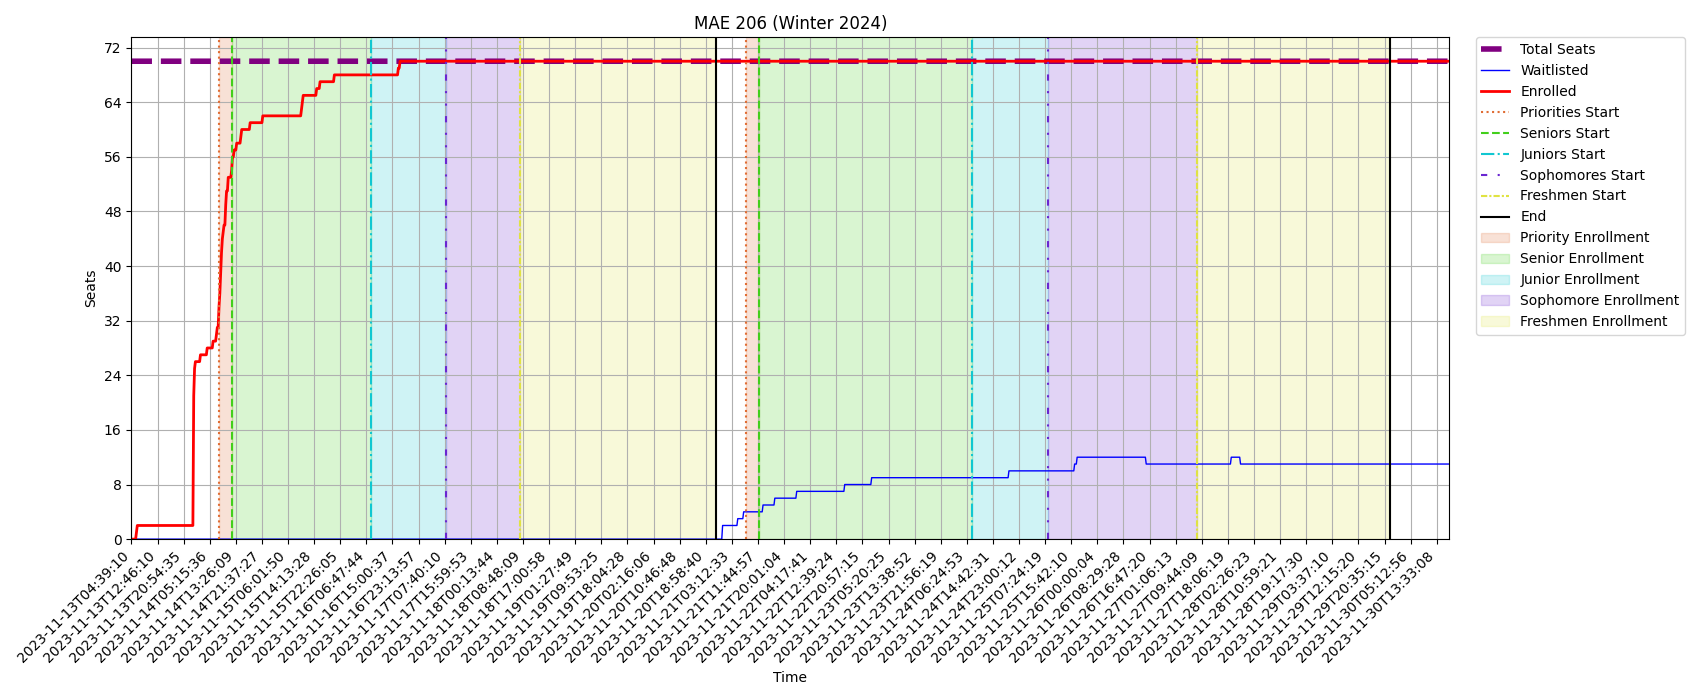 MAE 206 (Winter 2024)
72
64
56
48
40
32
24
16
8
0
Seats
2023-11-13T04:39:10
2023-11-13T12:46:10
2023-11-13T20:54:35
2023-11-14T05:15:36
2023-11-14T13:26:09
2023-11-14T21:37:27
2023-11-15T06:01:50
2023-11-15T14:13:28
2023-11-15T22:26:05
2023-11-16T06:47:44
2023-11-16T15:00:37
2023-11-16T23:13:57
2023-11-17T07:40:10
2023-11-17T15:59:53
2023-11-18T00:13:44
2023-11-18T08:48:09
2023-11-18T17:00:58
2023-11-19T01:27:49
2023-11-19T09:53:25
2023-11-19T18:04:28
2023-11-20T02:16:06
2023-11-20T10:46:48
2023-11-20T18:58:40
2023-11-21T03:12:33
2023-11-21T11:44:57
2023-11-21T20:01:04
2023-11-22T04:17:41
2023-11-22T12:39:24
2023-11-22T20:57:15
2023-11-23T05:20:25
2023-11-23T13:38:52
2023-11-23T21:56:19
2023-11-24T06:24:53
2023-11-24T14:42:31
2023-11-24T23:00:12
2023-11-25T07:24:19
2023-11-25T15:42:10
2023-11-26T00:00:04
2023-11-26T08:29:28
2023-11-26T16:47:20
2023-11-27T01:06:13
2023-11-27T09:44:09
2023-11-27T18:06:19
2023-11-28T02:26:23
2023-11-28T10:59:21
2023-11-28T19:17:30
2023-11-29T03:37:10
2023-11-29T12:15:20
2023-11-29T20:35:15
2023-11-30T05:12:56
2023-11-30T13:33:08
Time
Total Seats
Waitlisted
Enrolled
Priorities Start
Seniors Start
Juniors Start
Sophomores Start
Freshmen Start
End
Priority Enrollment
Senior Enrollment
Junior Enrollment
Sophomore Enrollment
Freshmen Enrollment